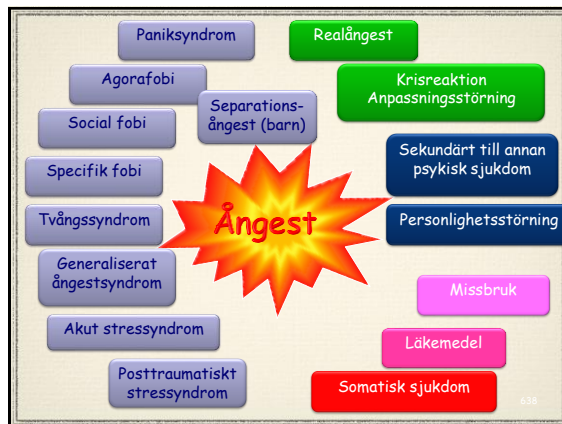 Paniksyndrom
Realångest
Agorafobi
Krisreaktion
Anpassningsstörning
Separations-
ångest (barn)
Social fobi
Sekundärt till annan
psykisk sjukdom
Specifik fobi
Tvångssyndrom
Ångest
Personlighetsstörning
Generaliserat
ångestsyndrom
Missbruk
Akut stressyndrom
Läkemedel
Posttraumatiskt
stressyndrom
Somatisk sjukdom
636